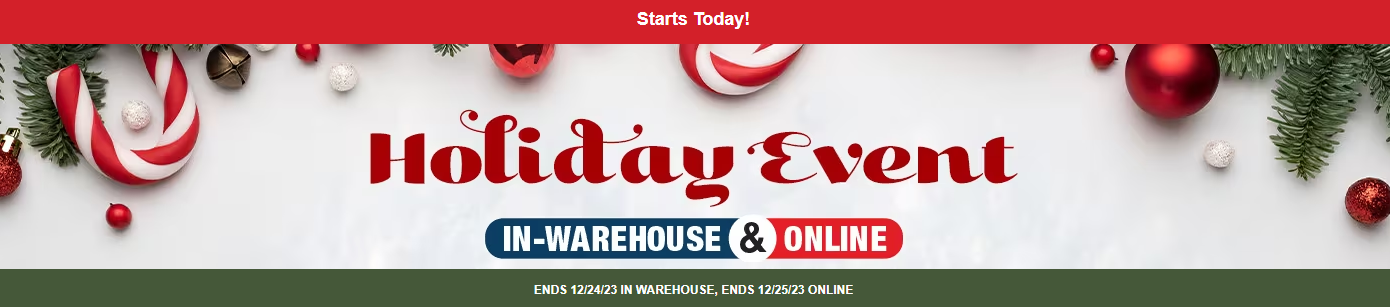 Starts Today!
Holiday Event
IN-WAREHOUSE & ONLINE
ENDS 12/24/23 IN WAREHOUSE, ENDS 12/25/23 ONLINE